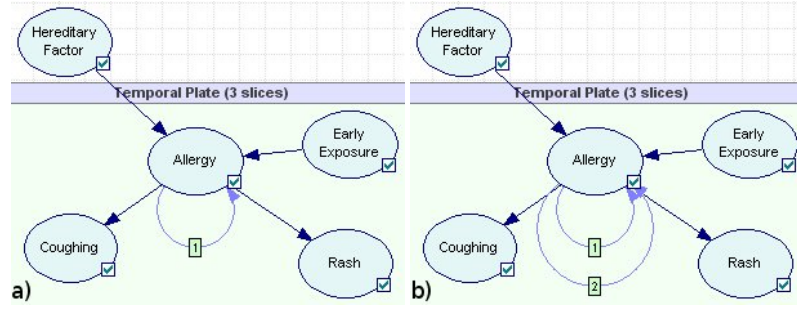 Hereditary
Factor
Temporal Plate (3 slices)
Allergy
Early
Exposure
Coughing
1
Rash
a)
Hereditary
Factor
Temporal Plate (3 slices)
Allergy
Early
Exposure
Coughing
1
2
Rash
b)